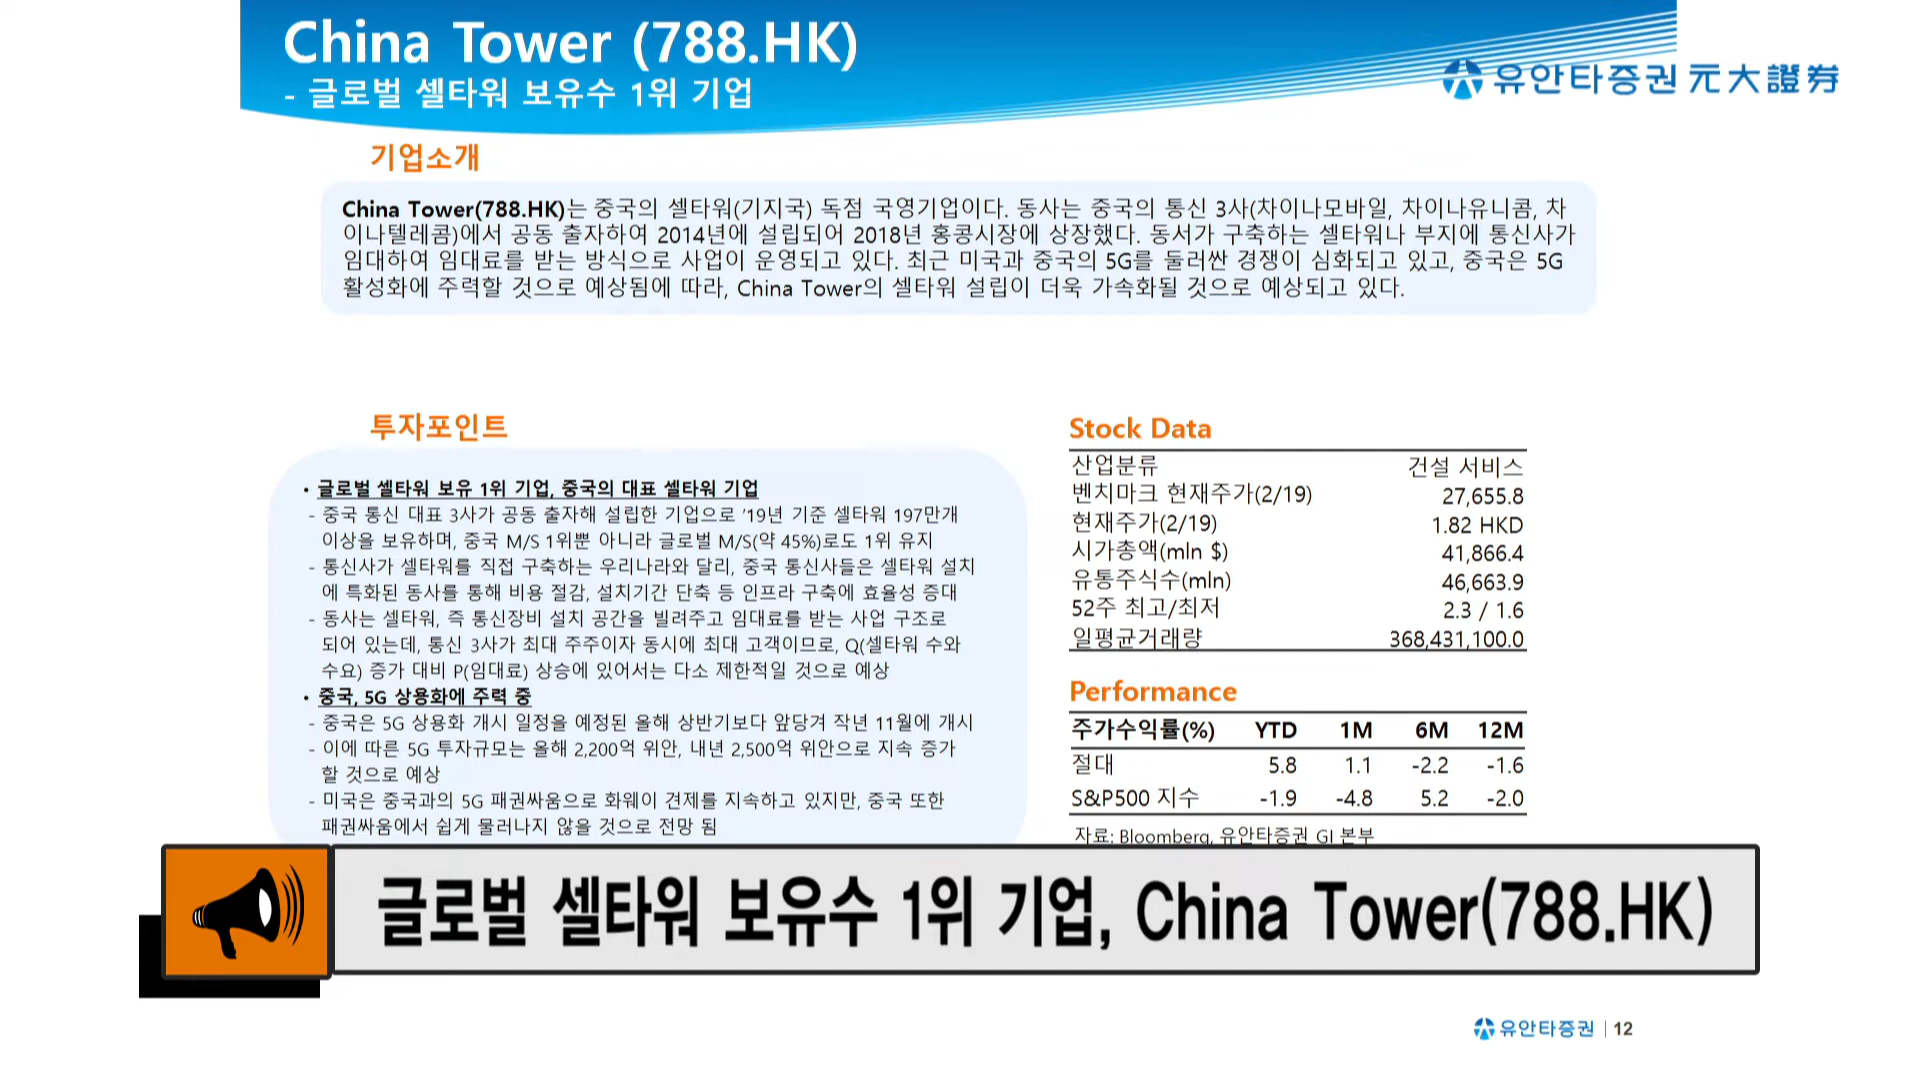 China Tower (788.HK)
- 글로벌 셀타워 보유수 1위 기업
유안타증권 元大證券
기업소개
China Tower(788.HK)는 중국의 셀타워(기지국) 독점 국영기업이다. 동사는 중국의 통신 3사(차이나모바일, 차이나유니콤, 차
이나텔레콤)에서 공동 출자하여 2014년에 설립되어 2018년 홍콩시장에 상장했다. 동서가 구축하는 셀타워나 부지에 통신사가
임대하여 임대료를 받는 방식으로 사업이 운영되고 있다. 최근 미국과 중국의 5G를 둘러싼 경쟁이 심화되고 있고, 중국은 5G
활성화에 주력할 것으로 예상됨에 따라, China Tower의 셀타워 설립이 더욱 가속화될 것으로 예상되고 있다.
투자포인트
• 글로벌 셀타워 보유 1위 기업, 중국의 대표 셀타워 기업
- 중국 통신 대표 3사가 공동 출자해 설립한 기업으로 '19년 기준 셀타워 197만개
이상을 보유하며, 중국 M/S 1위뿐 아니라 글로벌 M/S(약 45%)로도 1위 유지
- 통신사가 셀타워를 직접 구축하는 우리나라와 달리, 중국 통신사들은 셀타워 설치
에 특화된 동사를 통해 비용 절감, 설치기간 단축 등 인프라 구축에 효율성 증대
- 동사는 셀타워, 즉 통신장비 설치 공간을 빌려주고 임대료를 받는 사업 구조로
되어 있는데, 통신 3사가 최대 주주이자 동시에 최대 고객이므로, Q(셀타워 수와
수요) 증가 대비 P(임대료) 상승에 있어서는 다소 제한적일 것으로 예상
• 중국, 5G 상용화에 주력 중
- 중국은 5G 상용화 개시 일정을 예정된 올해 상반기보다 앞당겨 작년 11월에 개시
- 이에 따른 5G 투자규모는 올해 2,200억 위안, 내년 2,500억 위안으로 지속 증가
할 것으로 예상
- 미국은 중국과의 5G 패권싸움으로 화웨이 견제를 지속하고 있지만, 중국 또한
패권싸움에서 쉽게 물러나지 않을 것으로 전망 됨
Stock Data
산업분류 건설 서비스
벤치마크 현재주가(2/19) 27,655.8
현재주가(2/19) 1.82 HKD
시가총액(mln $) 41,866.4
유통주식수(mln) 46,663.9
52주 최고/최저 2.3 / 1.6
일평균거래량 368,431,100.0
Performance
주가수익률(%) YTD 1M 6M 12M
절대 5.8 1.1 -2.2 -1.6
S&P500 지수 -1.9 -4.8 5.2 -2.0
자료: Bloomberg, 유안타증권 GI 본부
글로벌 셀타워 보유수 1위 기업, China Tower(788.HK)
유안타증권 | 12